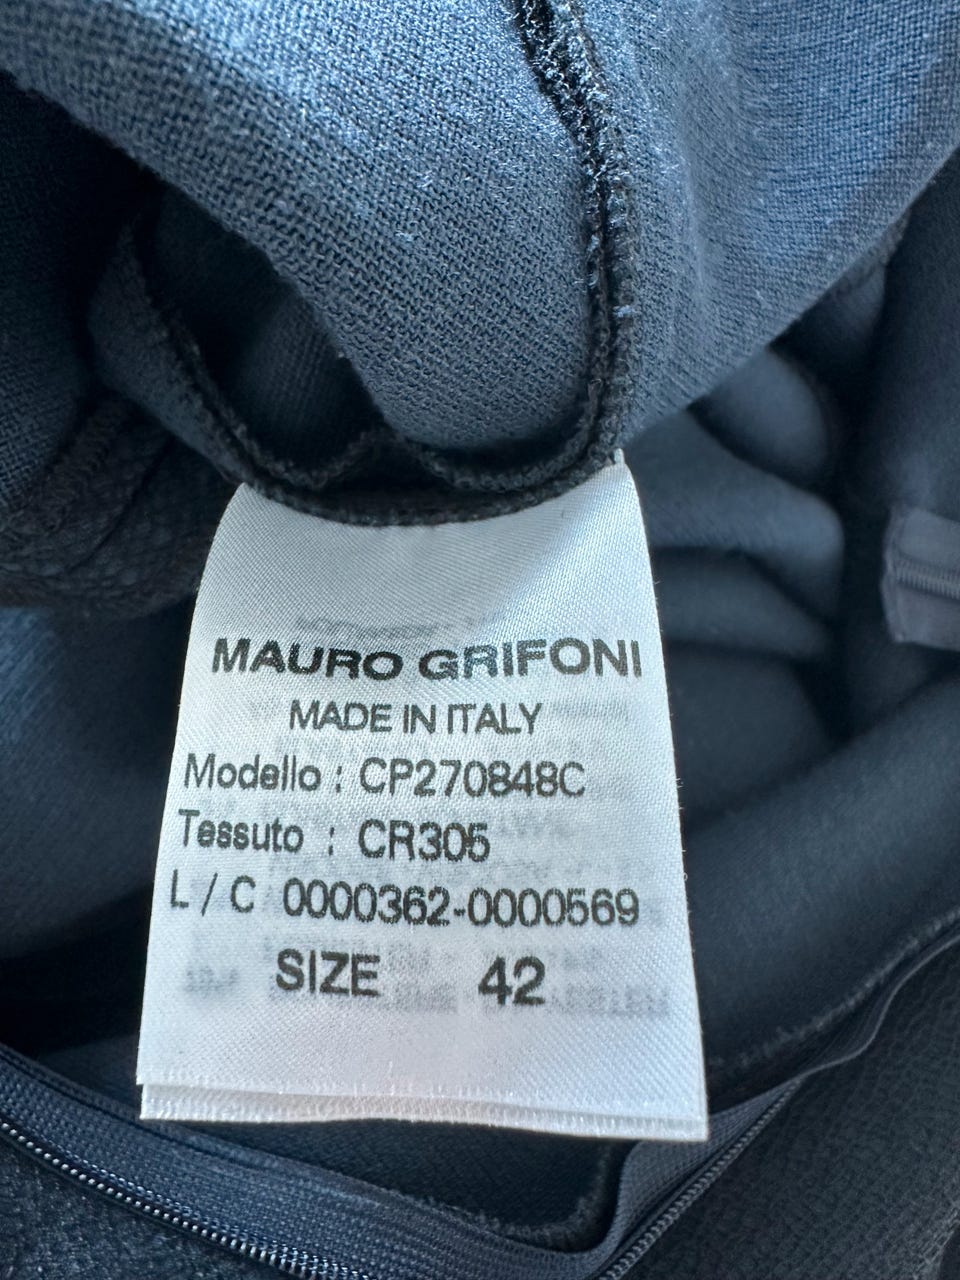 MAURO GRIFONI
MADE IN ITALY
Modello : CP270848C
Tessuto : CR305
L / C 0000362-0000569
SIZE 42